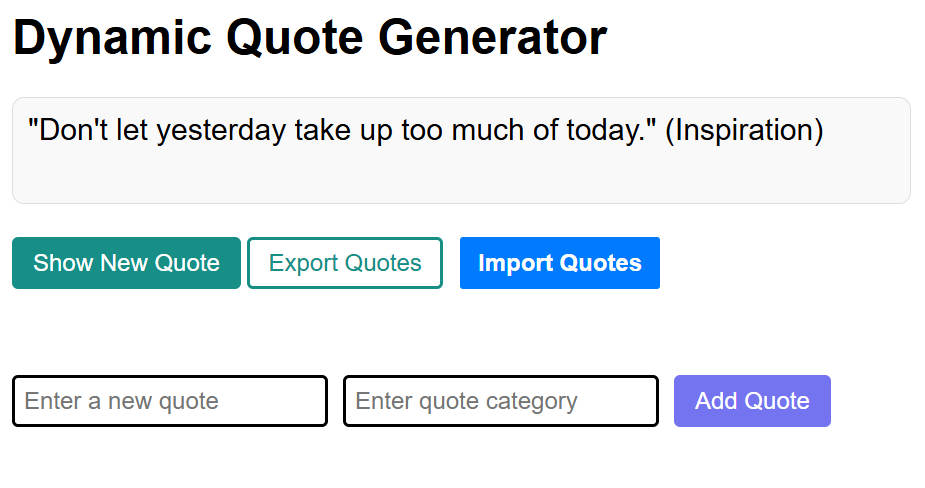 Dynamic Quote Generator
"Don't let yesterday take up too much of today." (Inspiration)
Show New Quote Export Quotes Import Quotes
Enter a new quote Enter quote category Add Quote